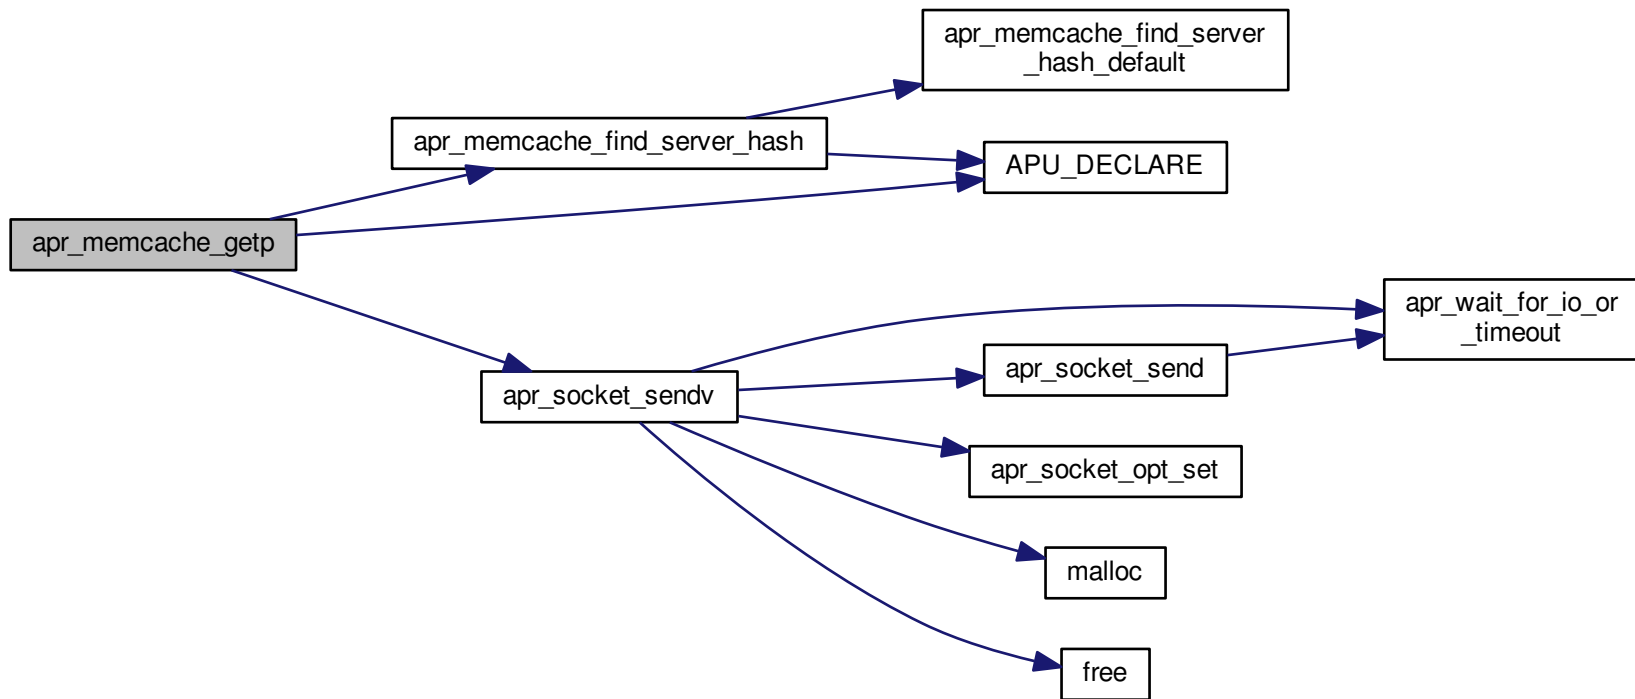 apr_memcache_find_server
_hash_default
apr_memcache_find_server_hash
APU_DECLARE
apr_memcache_getp
apr_wait_for_io_or
_timeout
apr_socket_send
apr_socket_sendv
apr_socket_opt_set
malloc
free